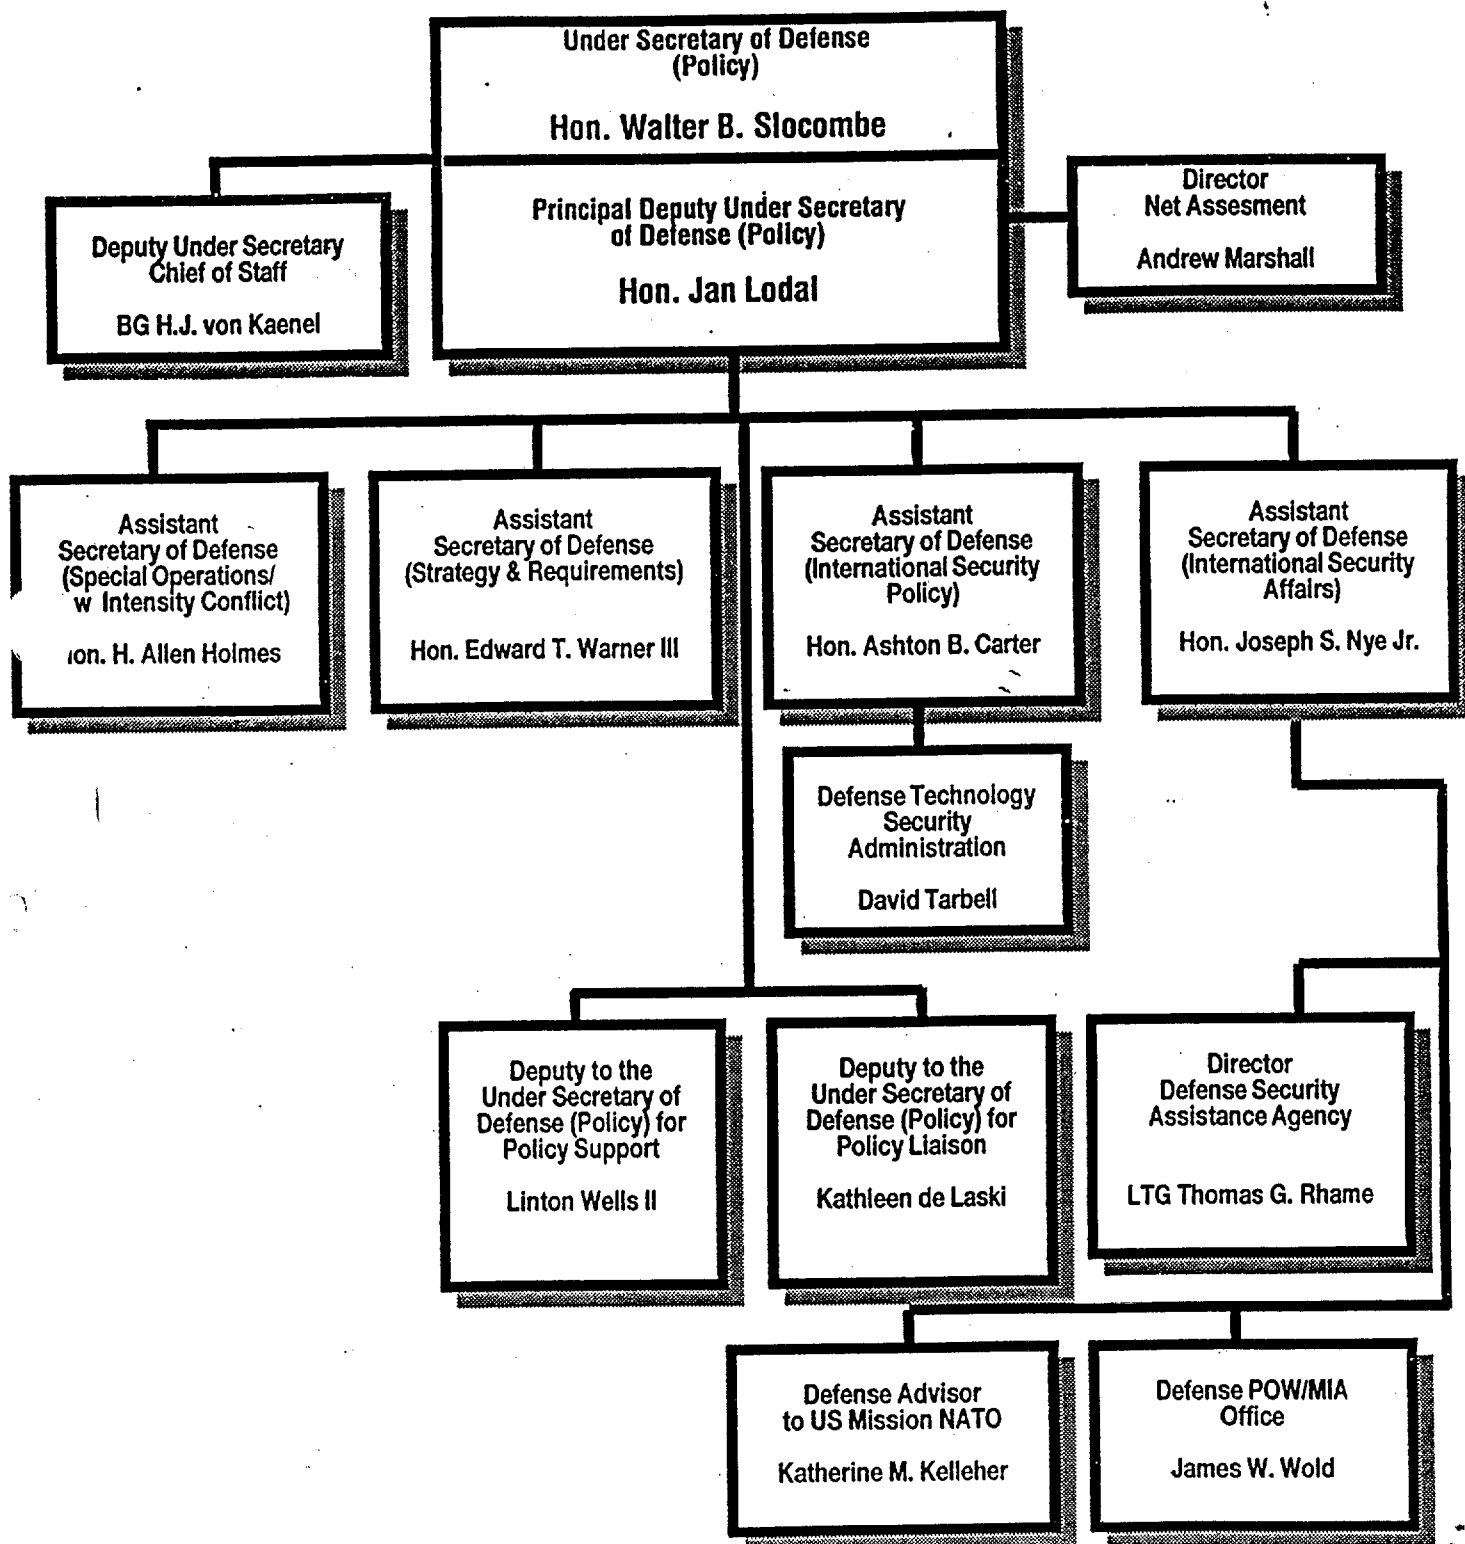 Under Secretary of Defense
(Policy)
Hon. Walter B. Slocombe
Principal Deputy Under Secretary
of Defense (Policy)
Hon. Jan Lodal
Deputy Under Secretary
Chief of Staff
BG H.J. von Kaenel
Director
Net Assesment
Andrew Marshall
Assistant
Secretary of Defense
(Special Operations/
w Intensity Conflict)
on. H. Allen Holmes
Assistant
Secretary of Defense
(Strategy & Requirements)
Hon. Edward T. Warner III
Assistant
Secretary of Defense
(International Security
Policy)
Hon. Ashton B. Carter
Assistant
Secretary of Defense
(International Security
Affairs)
Hon. Joseph S. Nye Jr.
Defense Technology
Security
Administration
David Tarbell
Deputy to the
Under Secretary of
Defense (Policy) for
Policy Support
Linton Wells II
Deputy to the
Under Secretary of
Defense (Policy) for
Policy Liaison
Kathleen de Laski
Director
Defense Security
Assistance Agency
LTG Thomas G. Rhame
Defense Advisor
to US Mission NATO
Katherine M. Kelleher
Defense POW/MIA
Office
James W. Wold